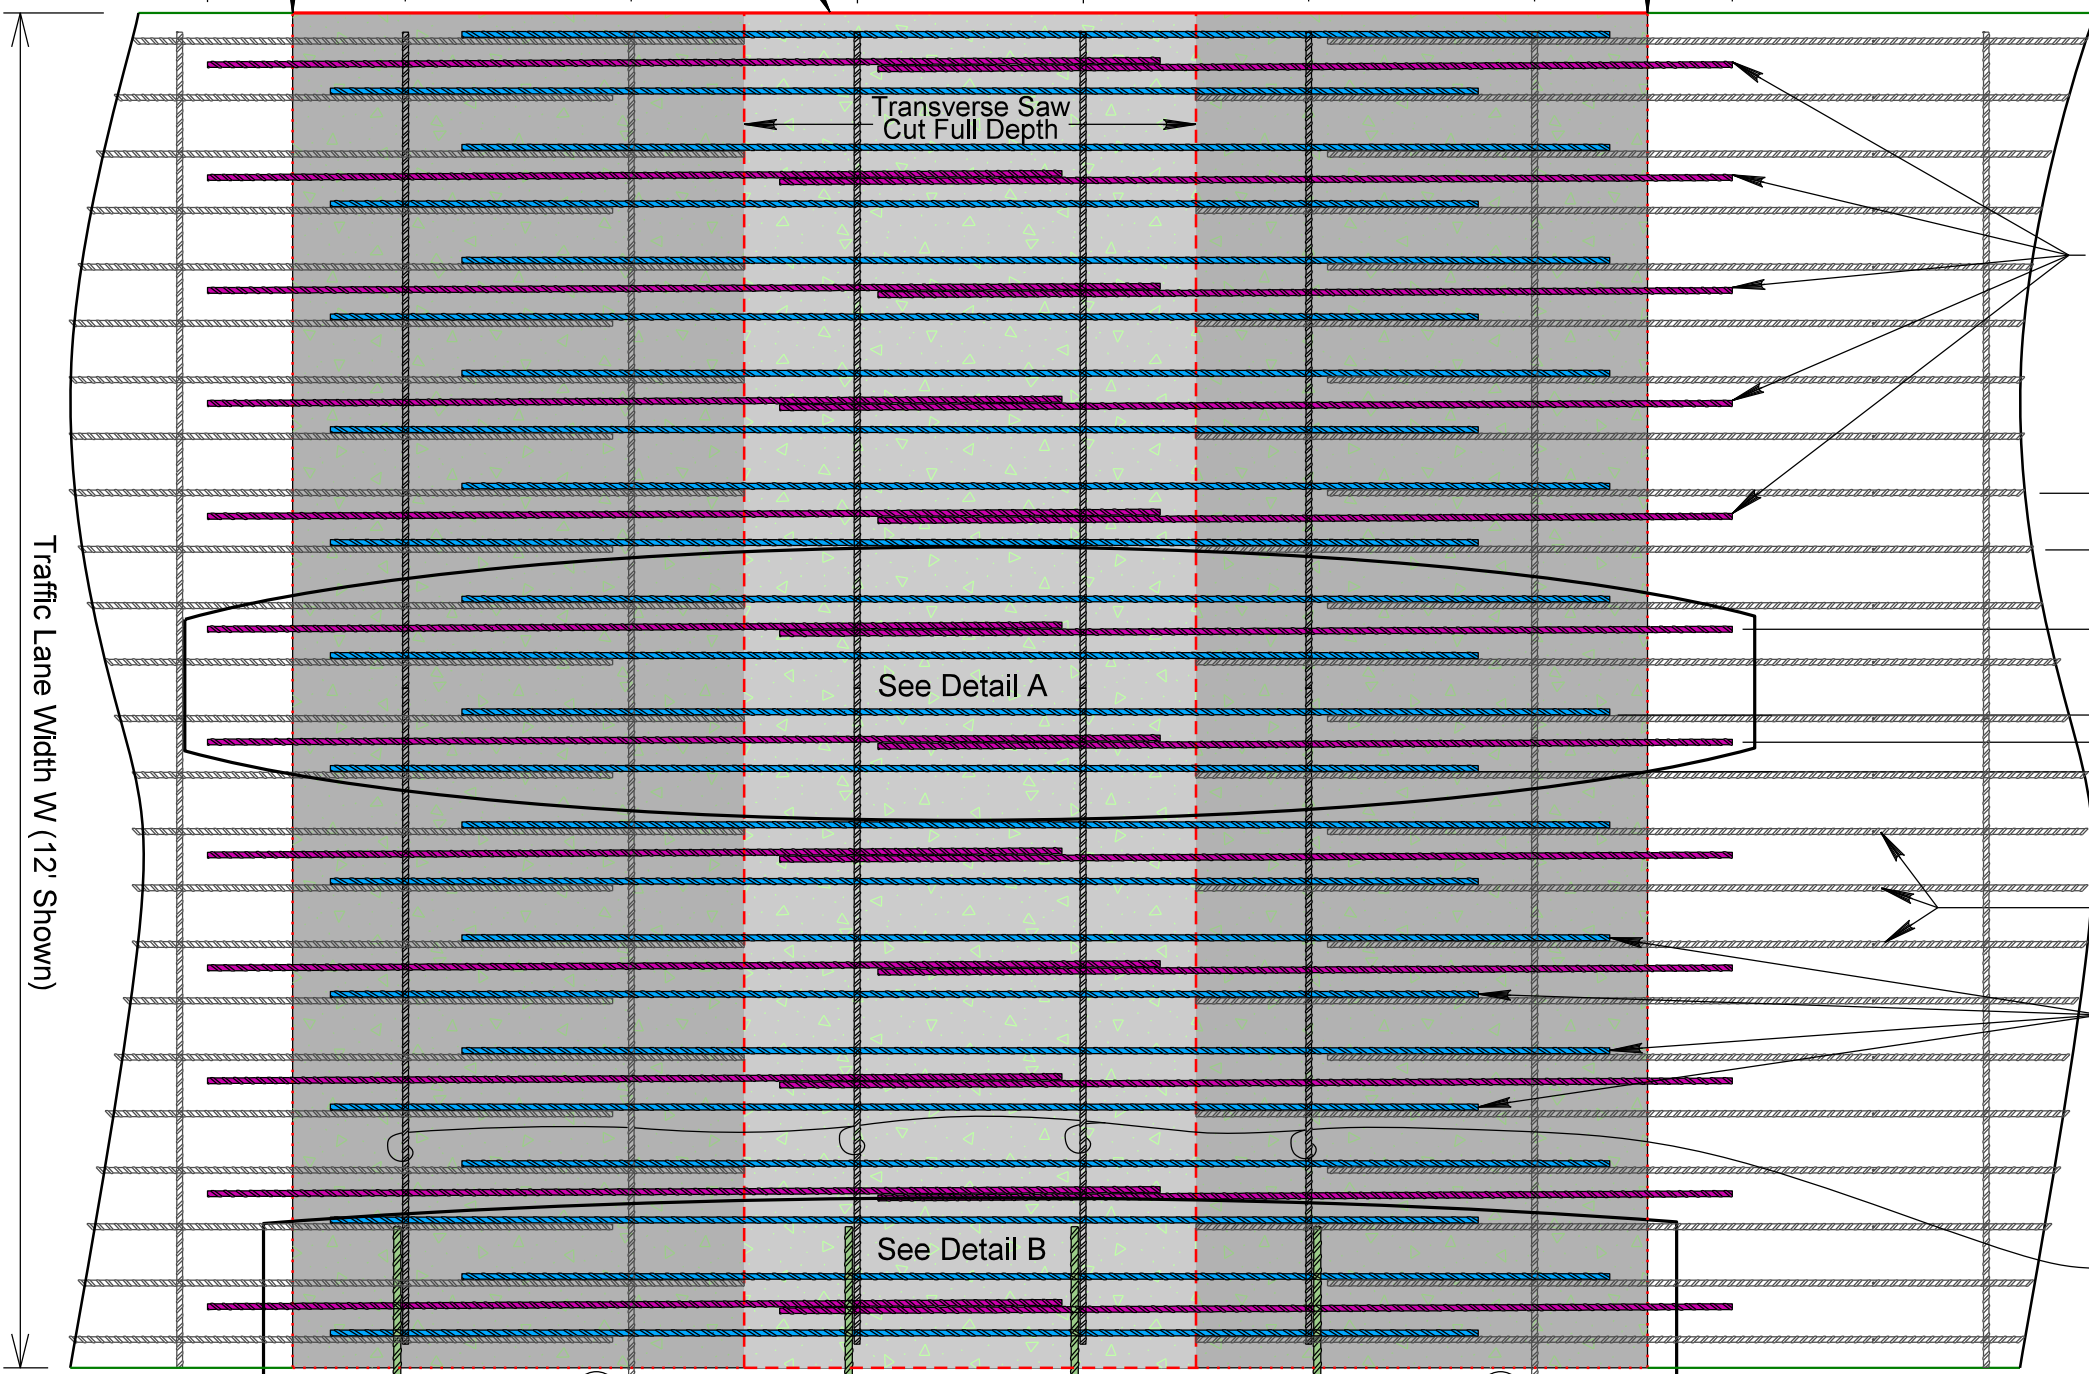 Transverse Saw
Cut Full Depth
Traffic Lane Width W (12' Shown)
See Detail A
See Detail B